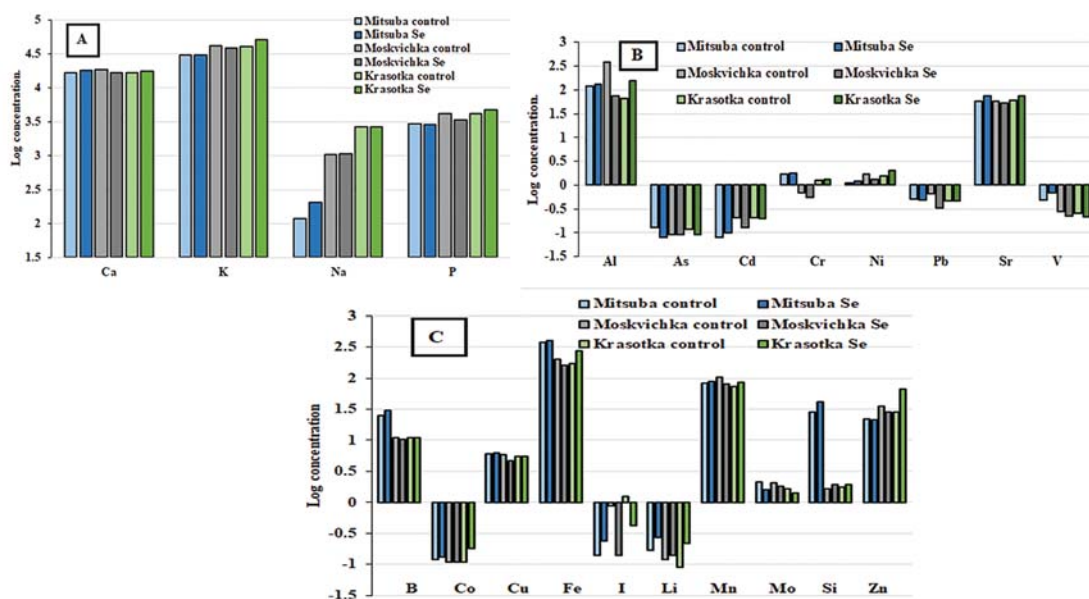 A
Mitsuba control
Mitsuba Se
Moskvichka control
Moskvichka Se
Krasotka control
Krasotka Se
Log concentration.
5
4.5
4
3.5
3
2.5
2
1.5
Ca K Na P
B
Mitsuba control Mitsuba Se
Moskvichka control Moskvichka Se
Krasotka control Krasotka Se
Log concentration.
3
2.5
2
1.5
1
0.5
0
-0.5
-1
-1.5
Al As Cd Cr Ni Pb Sr V
C
Mitsuba control Mitsuba Se
Moskvichka control Moskvichka Se
Krasotka control Krasotka Se
Log concentration
3
2.5
2
1.5
1
0.5
0
-0.5
-1
-1.5
B Co Cu Fe I Li Mn Mo Si Zn